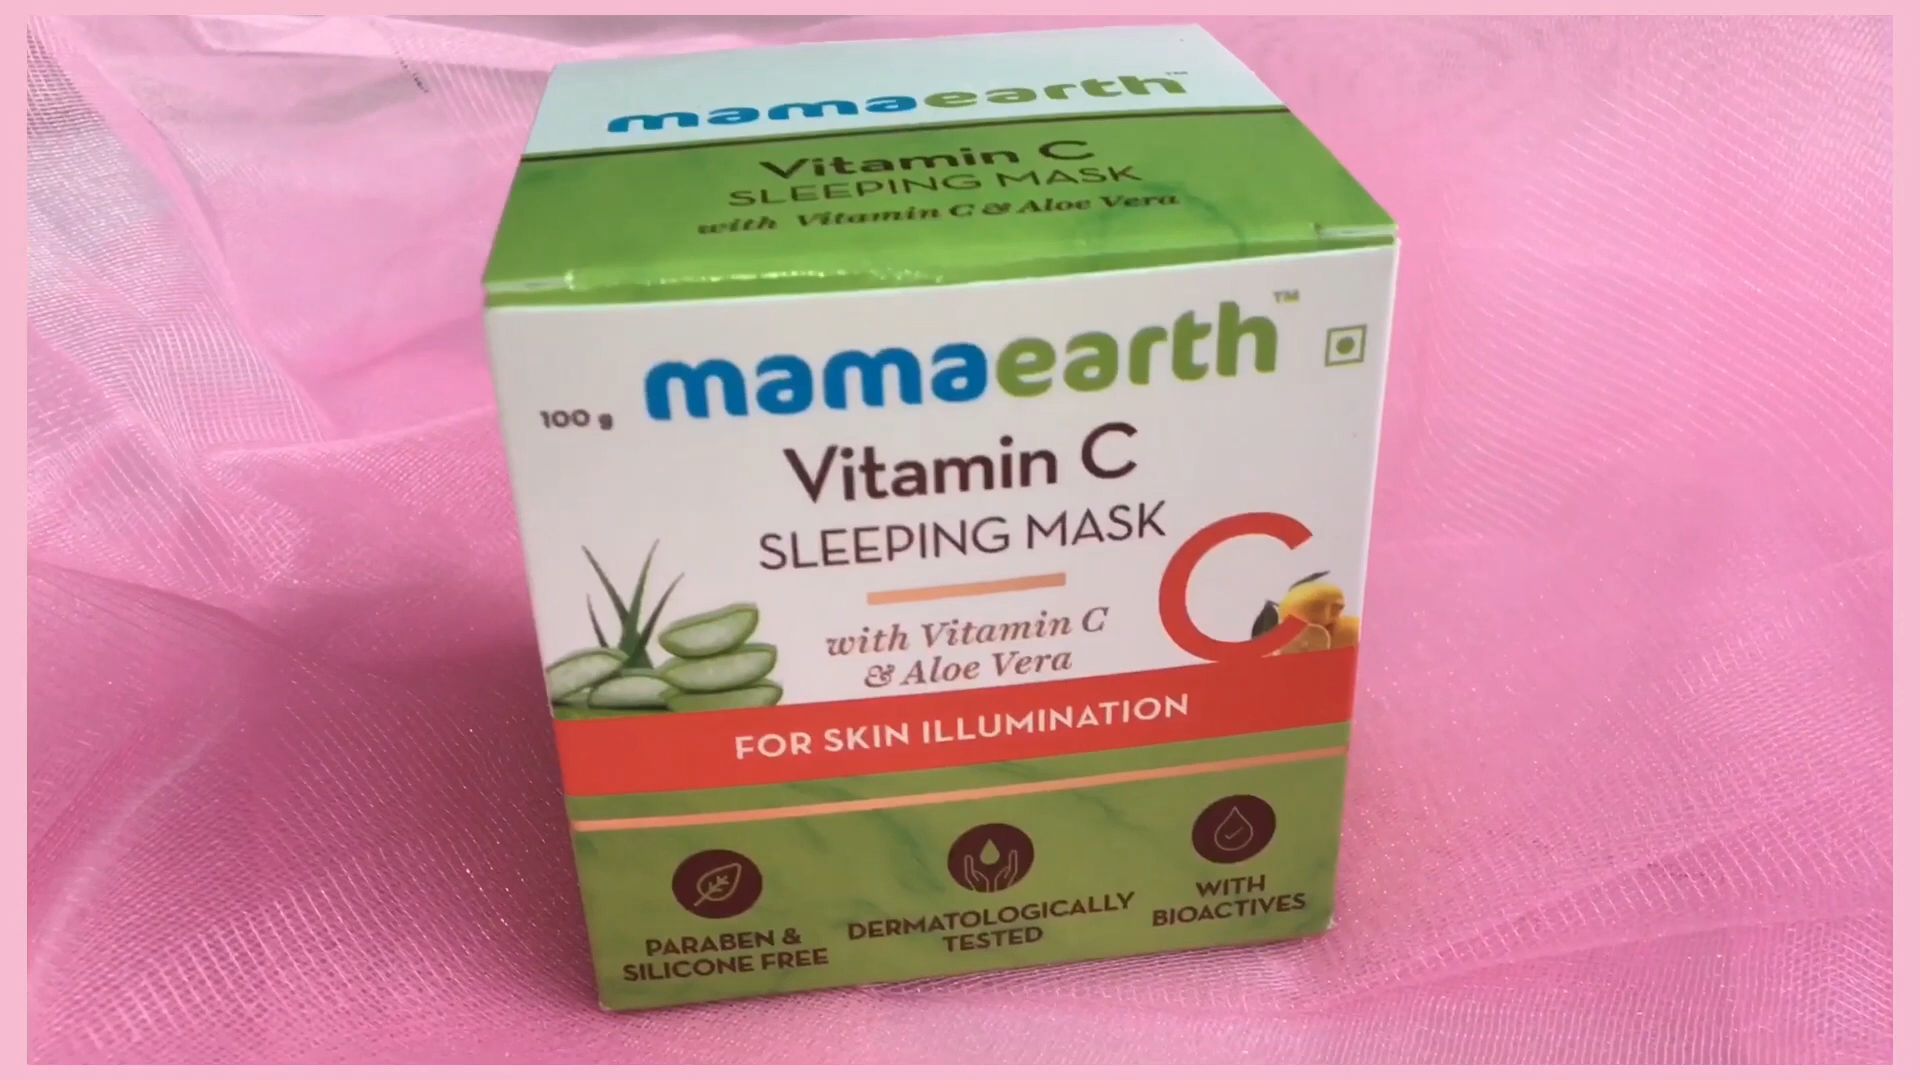 mamaearth™
Vitamin C
SLEEPING MASK
with Vitamin C & Aloe Vera
mamaearth™
100 g
Vitamin C
SLEEPING MASK
with Vitamin C
& Aloe Vera
C
FOR SKIN ILLUMINATION
PARABEN &
SILICONE FREE
DERMATOLOGICALLY
TESTED
WITH
BIOACTIVES